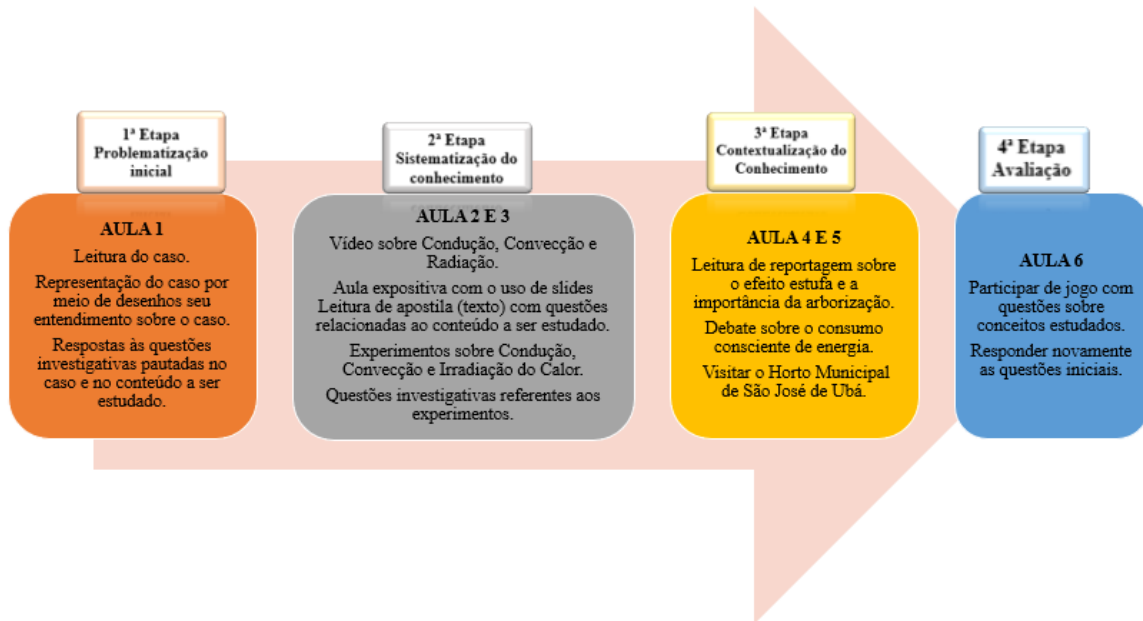 1ª Etapa
Problematização
inicial
AULA 1
Leitura do caso.
Representação do caso por
meio de desenhos seu
entendimento sobre o caso.
Respostas às questões
investigativas pautadas no
caso e no conteúdo a ser
estudado.
2ª Etapa
Sistematização do
conhecimento
AULA 2 E 3
Vídeo sobre Condução, Convecção e
Radiação.
Aula expositiva com o uso de slides
Leitura de apostila (texto) com questões
relacionadas ao conteúdo a ser estudado.
Experimentos sobre Condução,
Convecção e Irradiação do Calor.
Questões investigativas referentes aos
experimentos.
3ª Etapa
Contextualização do
Conhecimento
AULA 4 E 5
Leitura de reportagem sobre
o efeito estufa e a
importância da arborização.
Debate sobre o consumo
consciente de energia.
Visitar o Horto Municipal
de São José de Ubá.
4ª Etapa
Avaliação
AULA 6
Participar de jogo com
questões sobre
conceitos estudados.
Responder novamente
as questões iniciais.